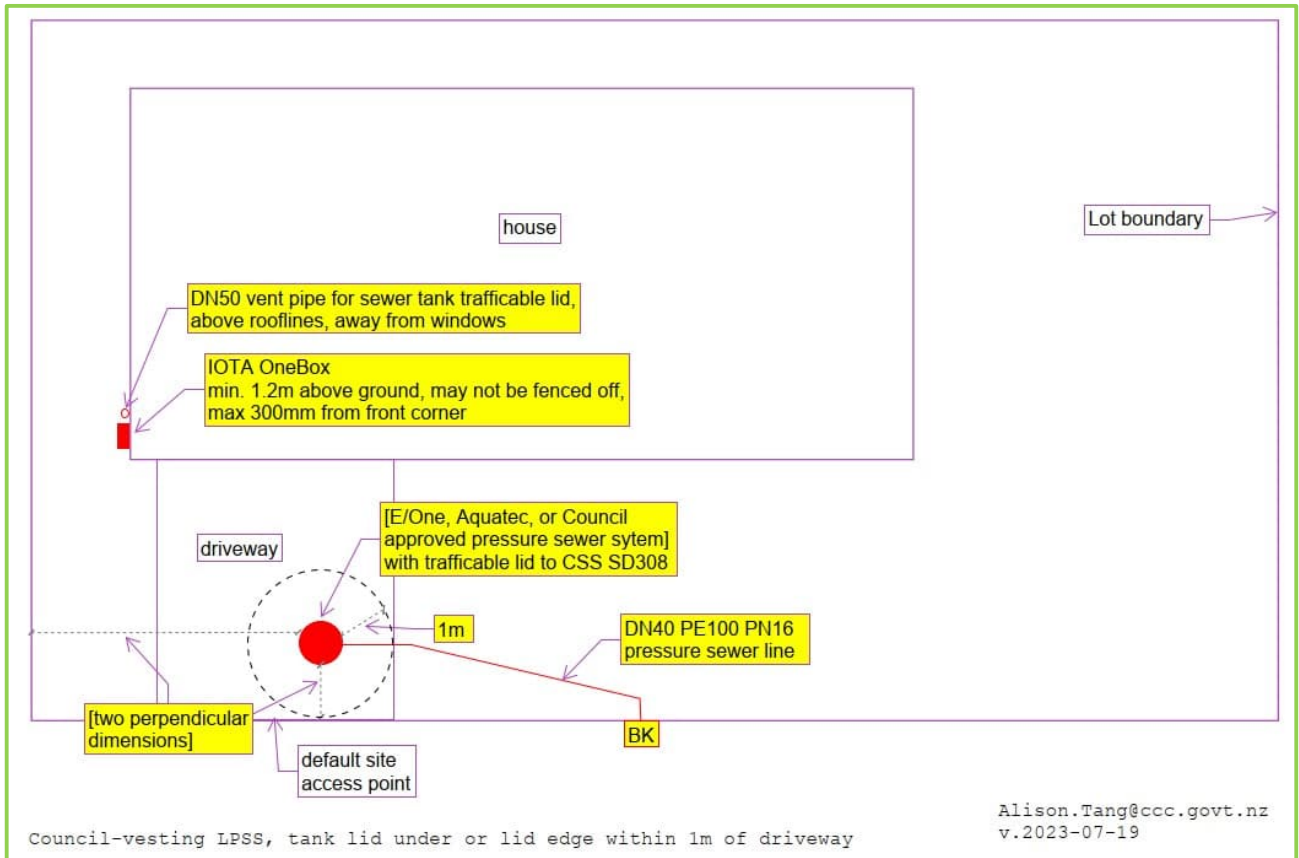 house
Lot boundary
DN50 vent pipe for sewer tank trafficable lid,
above rooflines, away from windows
IOTA OneBox
min. 1.2m above ground, may not be fenced off,
max 300mm from front corner
[E/One, Aquatec, or Council
approved pressure sewer sytem]
with trafficable lid to CSS SD308
driveway
1m
DN40 PE100 PN16
pressure sewer line
[two perpendicular
dimensions]
BK
default site
access point
Alison.Tang@ccc.govt.nz
v.2023-07-19
Council-vesting LPSS, tank lid under or lid edge within 1m of driveway